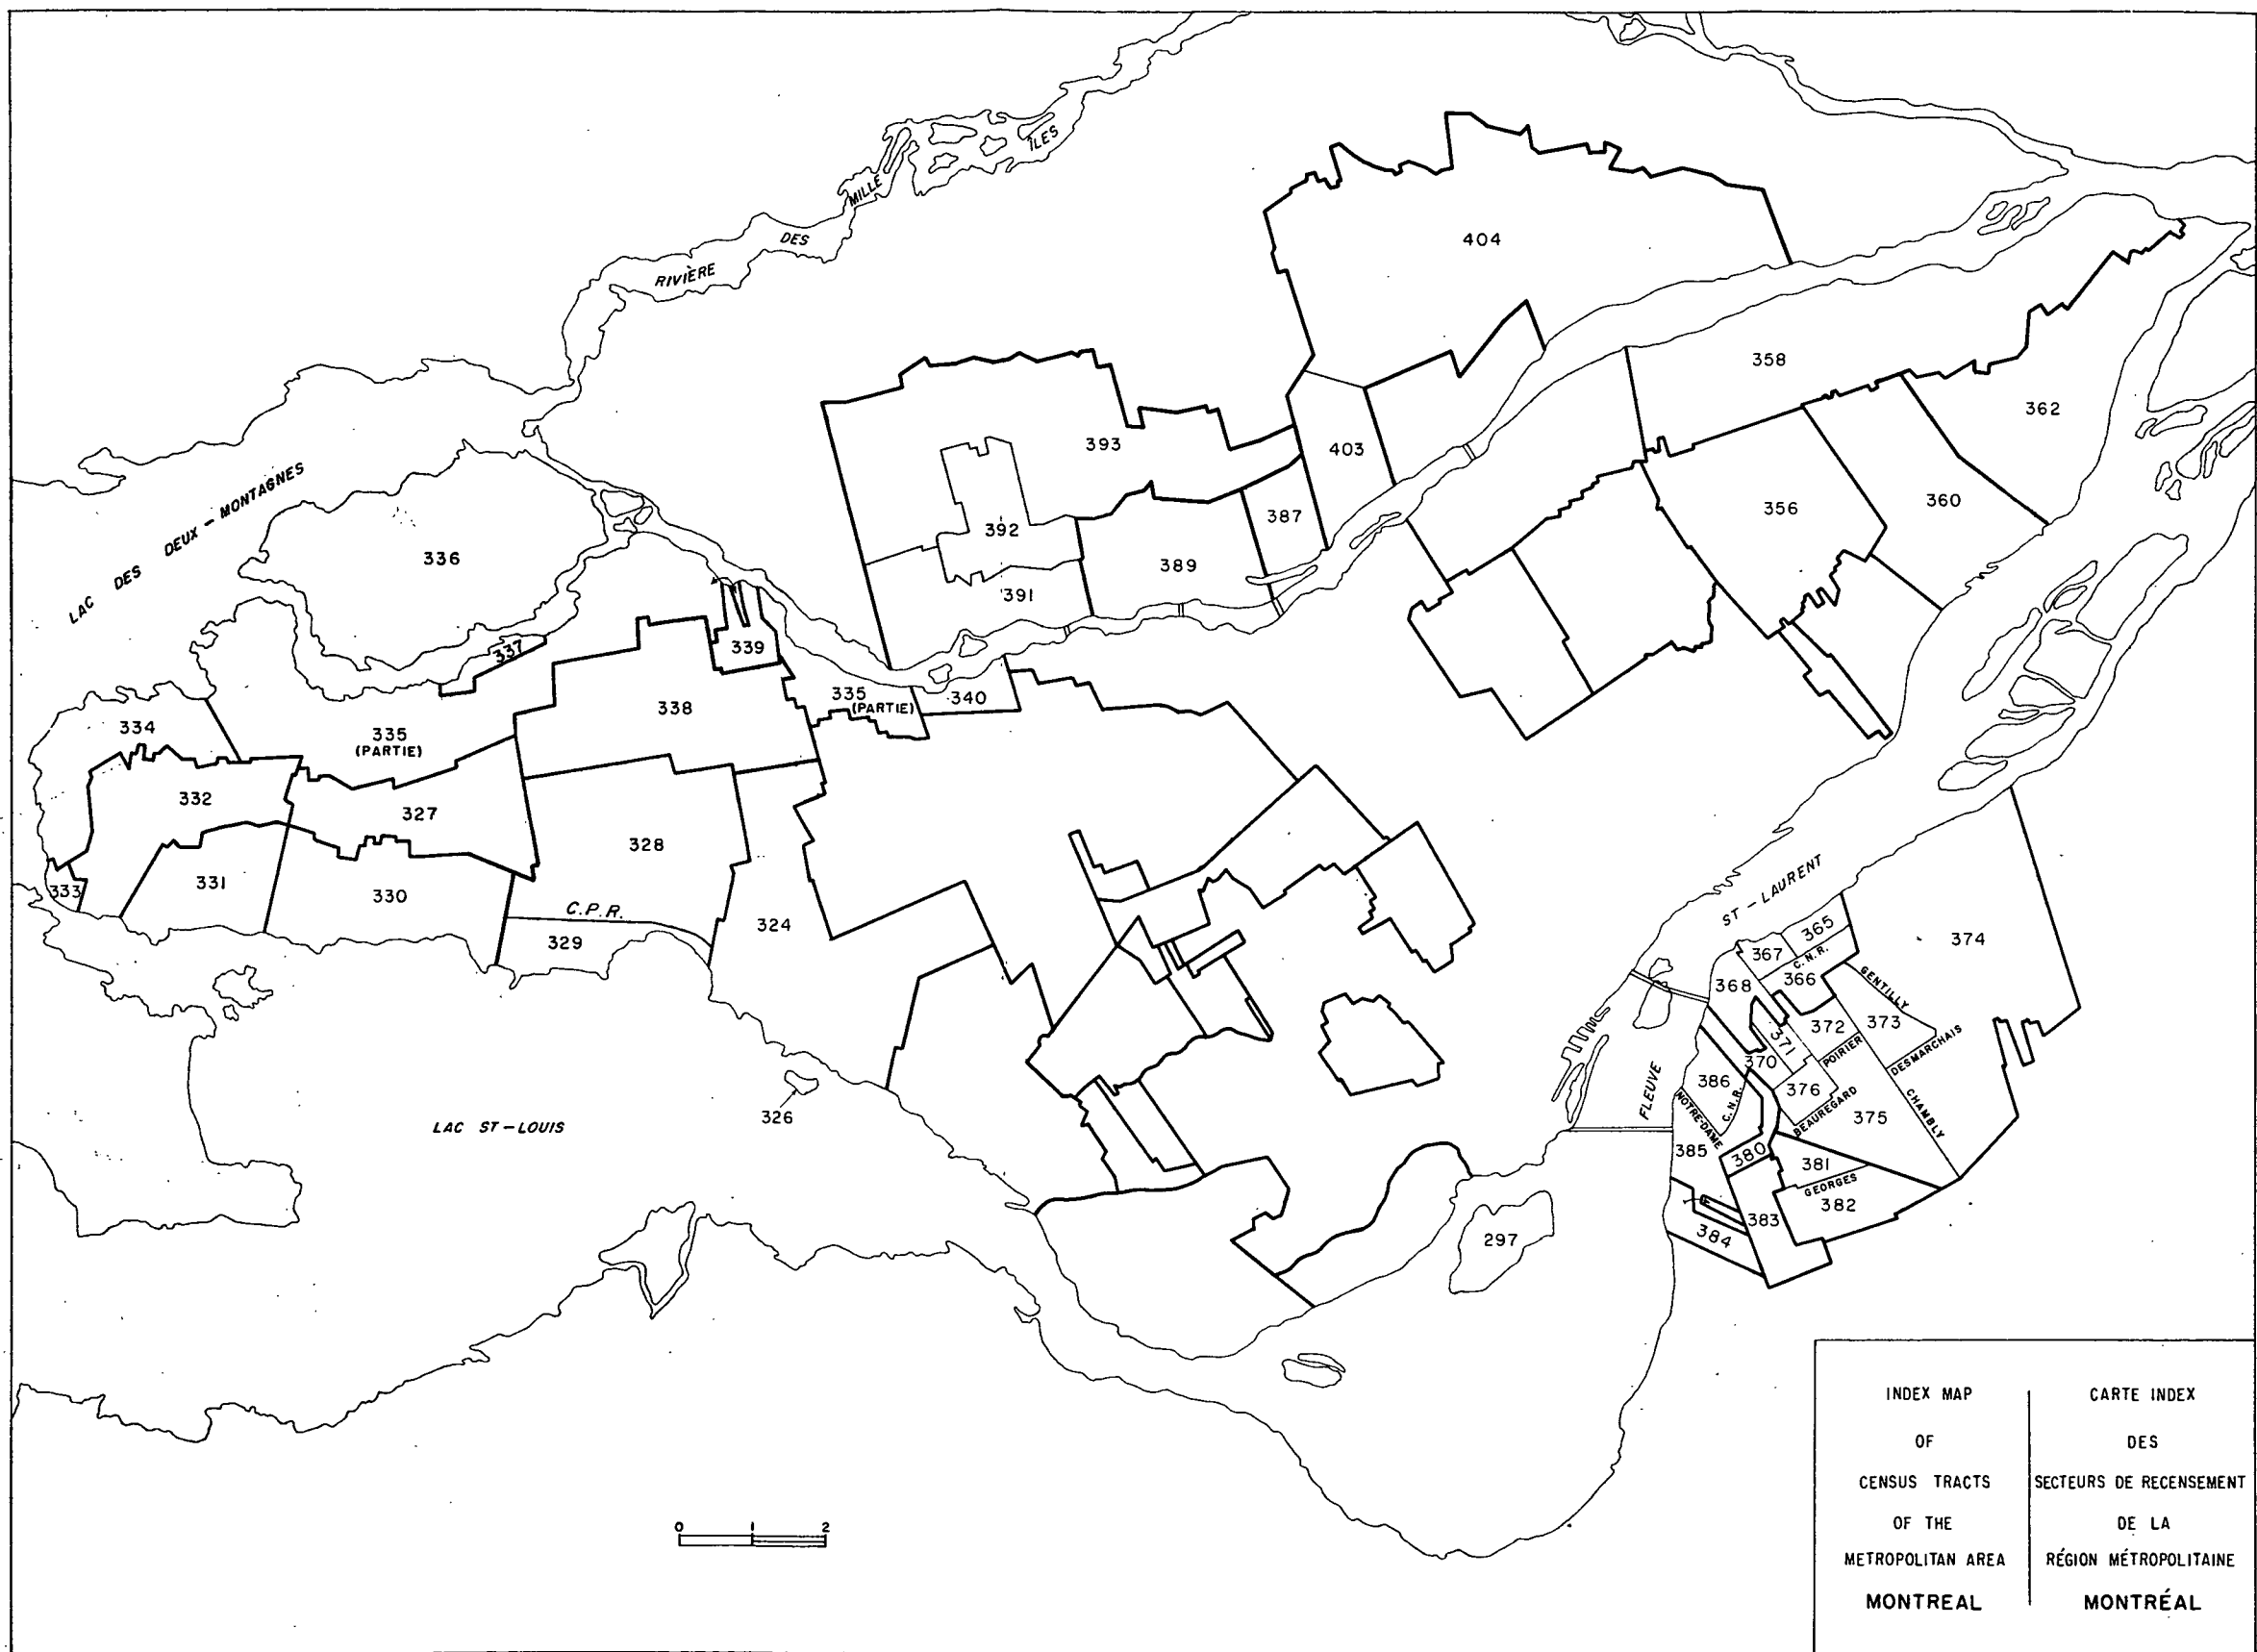 MILLE
ÎLES
DES
RIVIÈRE
404
358
362
393
403
LAC DES DEUX-MONTAGNES
387
356
360
392
336
389
391
337
339
335
(PARTIE)
340
338
334
335
(PARTIE)
332
327
328
331
333
330
C.P.R.
329
324
ST-LAURENT
365
367
C.N.R.
374
366
GENTILLY
368
372
373
371
POIRIER
DESMARCHAIS
370
386
376
FLEUVE
C.N.R.
NOTRE-DAME
BEAUREGARD
375
CHAMBLY
326
LAC ST-LOUIS
385
380
381
GEORGES
382
383
384
297
0 1 2
INDEX MAP
OF
CENSUS TRACTS
OF THE
METROPOLITAN AREA
MONTREAL
CARTE INDEX
DES
SECTEURS DE RECENSEMENT
DE LA
RÉGION MÉTROPOLITAINE
MONTRÉAL